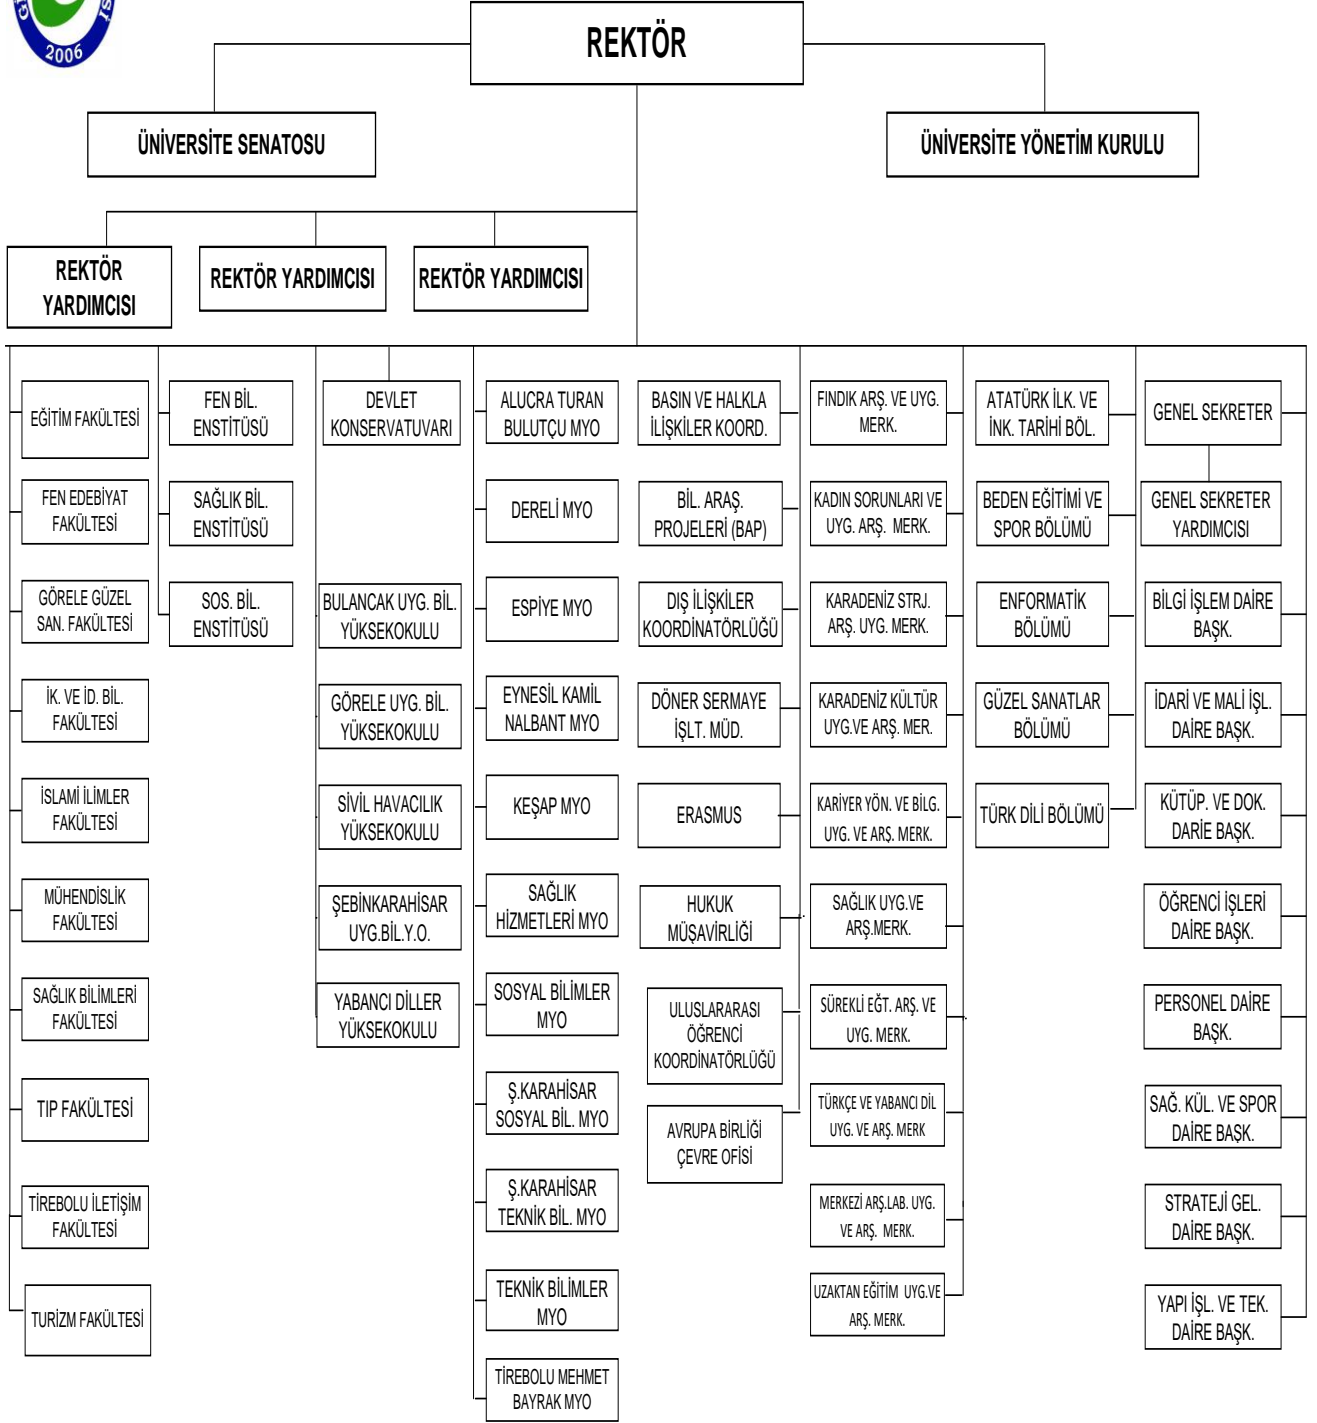 2006
REKTÖR
ÜNİVERSİTE SENATOSU
ÜNİVERSİTE YÖNETİM KURULU
REKTÖR
YARDIMCISI
REKTÖR YARDIMCISI
REKTÖR YARDIMCISI
EĞİTİM FAKÜLTESİ
FEN EDEBİYAT
FAKÜLTESİ
GÖRELE GÜZEL
SAN. FAKÜLTESİ
İK. VE İD. BİL.
FAKÜLTESİ
İSLAMİ İLİMLER
FAKÜLTESİ
MÜHENDİSLİK
FAKÜLTESİ
SAĞLIK BİLİMLERİ
FAKÜLTESİ
TIP FAKÜLTESİ
TİREBOLU İLETİŞİM
FAKÜLTESİ
TURİZM FAKÜLTESİ
FEN BİL.
ENSTİTÜSÜ
SAĞLIK BİL.
ENSTİTÜSÜ
SOS. BİL.
ENSTİTÜSÜ
DEVLET
KONSERVATUVARI
BULANCAK UYG. BİL.
YÜKSEKOKULU
GÖRELE UYG. BİL.
YÜKSEKOKULU
SİVİL HAVACILIK
YÜKSEKOKULU
ŞEBİNKARAHİSAR
UYG.BİL.Y.O.
YABANCI DİLLER
YÜKSEKOKULU
ALUCRA TURAN
BULUTÇU MYO
DERELİ MYO
ESPİYE MYO
EYNESİL KAMİL
NALBANT MYO
KEŞAP MYO
SAĞLIK
HİZMETLERİ MYO
SOSYAL BİLİMLER
MYO
Ş.KARAHİSAR
SOSYAL BİL. MYO
Ş.KARAHİSAR
TEKNİK BİL. MYO
TEKNİK BİLİMLER
MYO
TİREBOLU MEHMET
BAYRAK MYO
BASIN VE HALKLA
İLİŞKİLER KOORD.
BİL. ARAŞ.
PROJELERİ (BAP)
DIŞ İLİŞKİLER
KOORDİNATÖRLÜĞÜ
DÖNER SERMAYE
İŞLT. MÜD.
ERASMUS
HUKUK
MÜŞAVİRLİĞİ
ULUSLARARASI
ÖĞRENCİ
KOORDİNATÖRLÜĞÜ
AVRUPA BİRLİĞİ
ÇEVRE OFİSİ
FINDIK ARŞ. VE UYG.
MERK.
KADIN SORUNLARI VE
UYG. ARŞ. MERK.
KARADENİZ STRJ.
ARŞ. UYG. MERK.
KARADENİZ KÜLTÜR
UYG.VE ARŞ. MER.
KARİYER YÖN. VE BİLG.
UYG. VE ARŞ. MERK.
SAĞLIK UYG.VE
ARŞ.MERK.
SÜREKLİ EĞT. ARŞ. VE
UYG. MERK.
TÜRKÇE VE YABANCI DİL
UYG. VE ARŞ. MERK
MERKEZİ ARŞ.LAB. UYG.
VE ARŞ. MERK.
UZAKTAN EĞİTİM UYG.VE
ARŞ. MERK.
ATATÜRK İLK. VE
İNK. TARİHİ BÖL.
BEDEN EĞİTİMİ VE
SPOR BÖLÜMÜ
ENFORMATİK
BÖLÜMÜ
GÜZEL SANATLAR
BÖLÜMÜ
TÜRK DİLİ BÖLÜMÜ
GENEL SEKRETER
GENEL SEKRETER
YARDIMCISI
BİLGİ İŞLEM DAİRE
BAŞK.
İDARİ VE MALİ İŞL.
DAİRE BAŞK.
KÜTÜP. VE DOK.
DARİE BAŞK.
ÖĞRENCİ İŞLERİ
DAİRE BAŞK.
PERSONEL DAİRE
BAŞK.
SAĞ. KÜL. VE SPOR
DAİRE BAŞK.
STRATEJİ GEL.
DAİRE BAŞK.
YAPI İŞL. VE TEK.
DAİRE BAŞK.